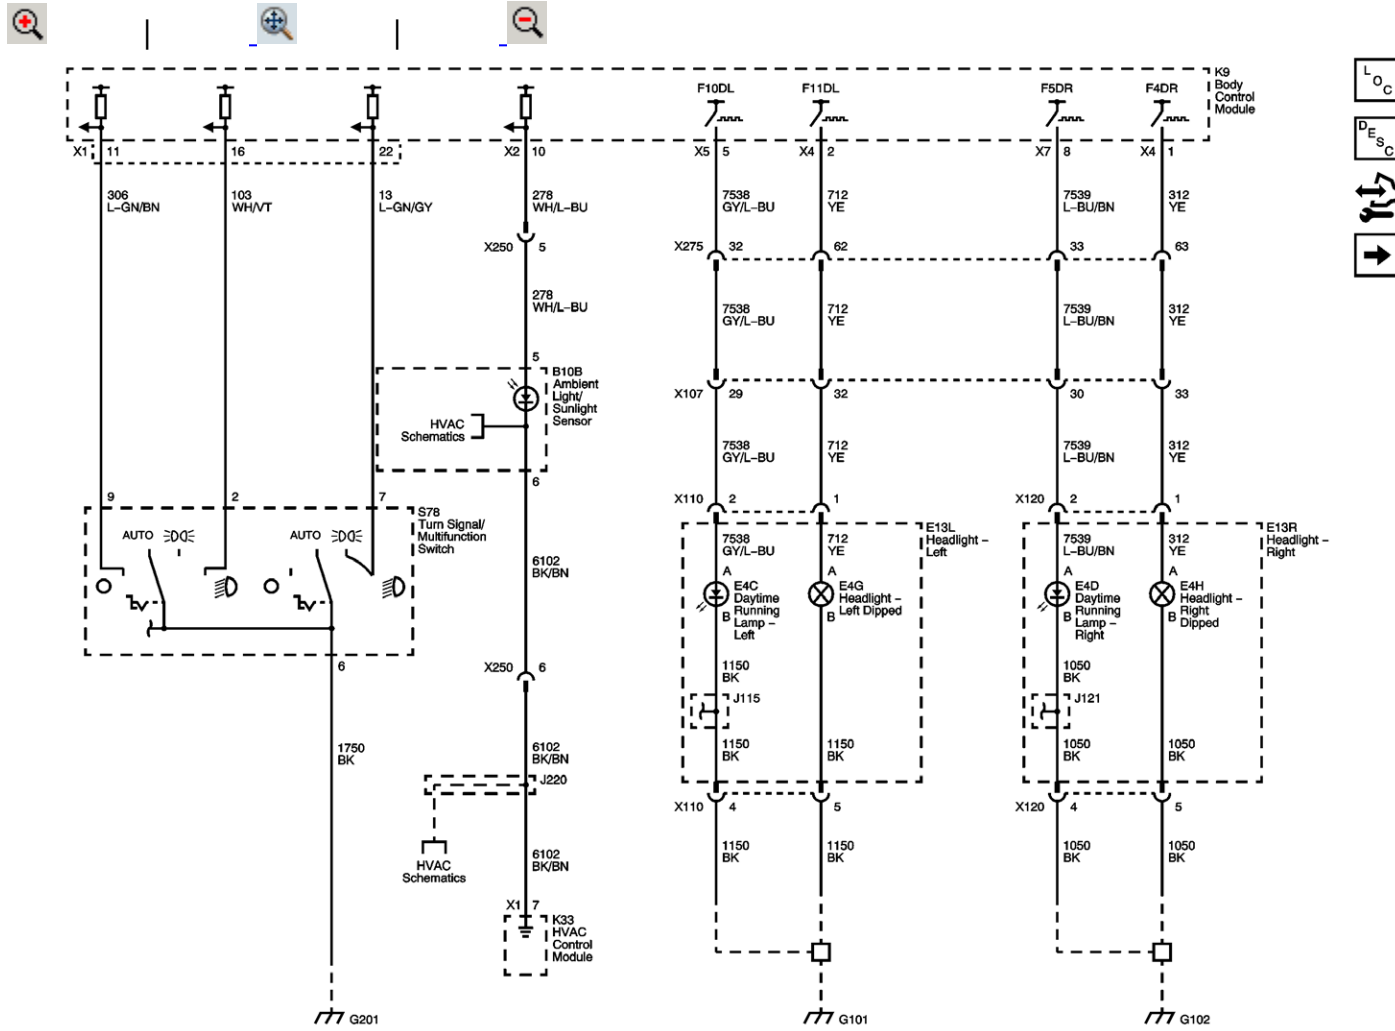 K9
Body
Control
Module
F10DL
F11DL
F5DR
F4DR
L
O
C
D
E
S
C
X1
11
16
22
X2
10
X5
5
X4
2
X7
8
X4
1
306
L-GN/BN
103
WH/VT
13
L-GN/GY
278
WH/L-BU
7538
GY/L-BU
712
YE
7539
L-BU/BN
312
YE
X250
5
X275
32
62
33
63
278
WH/L-BU
7538
GY/L-BU
712
YE
7539
L-BU/BN
312
YE
5
B10B
Ambient
Light/
Sunlight
Sensor
HVAC
Schematics
6
X107
29
32
30
33
7538
GY/L-BU
712
YE
7539
L-BU/BN
312
YE
9
2
7
S78
Turn Signal/
Multifunction
Switch
AUTO
AUTO
X110
2
1
X120
2
1
E13L
Headlight –
Left
E13R
Headlight –
Right
7538
GY/L-BU
712
YE
7539
L-BU/BN
312
YE
A
E4C
Daytime
Running
Lamp –
Left
B
A
E4G
Headlight –
Left Dipped
B
A
E4D
Daytime
Running
Lamp –
Right
B
A
E4H
Headlight –
Right
Dipped
B
6102
BK/BN
6
X250
6
1150
BK
1050
BK
J115
J121
1750
BK
6102
BK/BN
1150
BK
1150
BK
1050
BK
1050
BK
J220
X110
4
5
X120
4
5
HVAC
Schematics
6102
BK/BN
1150
BK
1150
BK
1050
BK
1050
BK
X1
7
K33
HVAC
Control
Module
G201
G101
G102